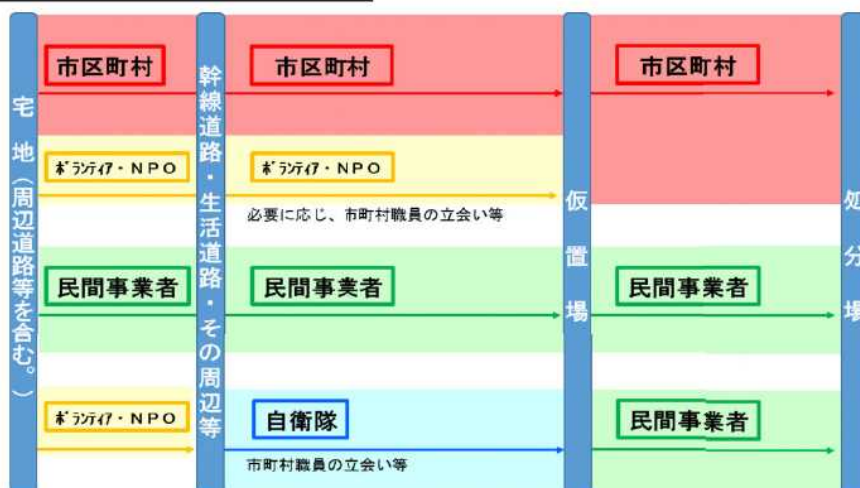 宅地（周辺道路等を含む。）
幹線道路・生活道路・その周辺等
仮置場
処分場
市区町村
市区町村
市区町村
ﾎﾞﾗﾝﾃｨｱ・ＮＰＯ
ﾎﾞﾗﾝﾃｨｱ・ＮＰＯ
必要に応じ、市町村職員の立会い等
民間事業者
民間事業者
民間事業者
ﾎﾞﾗﾝﾃｨｱ・ＮＰＯ
自衛隊
民間事業者
市町村職員の立会い等